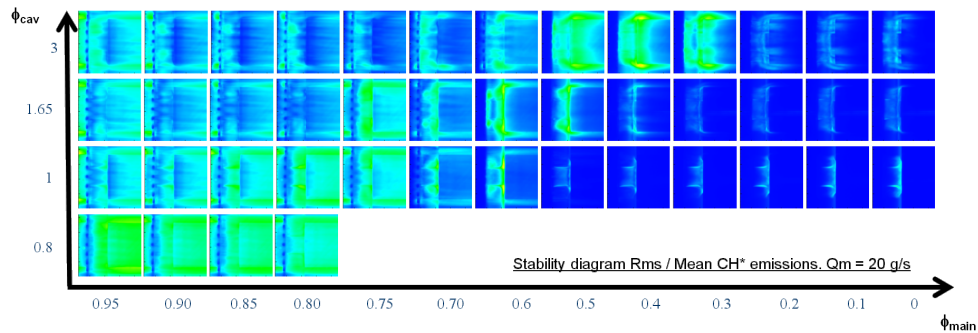 ϕcav
3
1.65
1
0.8
Stability diagram Rms / Mean CH* emissions. Qm = 20 g/s
0.95 0.90 0.85 0.80 0.75 0.70 0.6 0.5 0.4 0.3 0.2 0.1 0
ϕmain